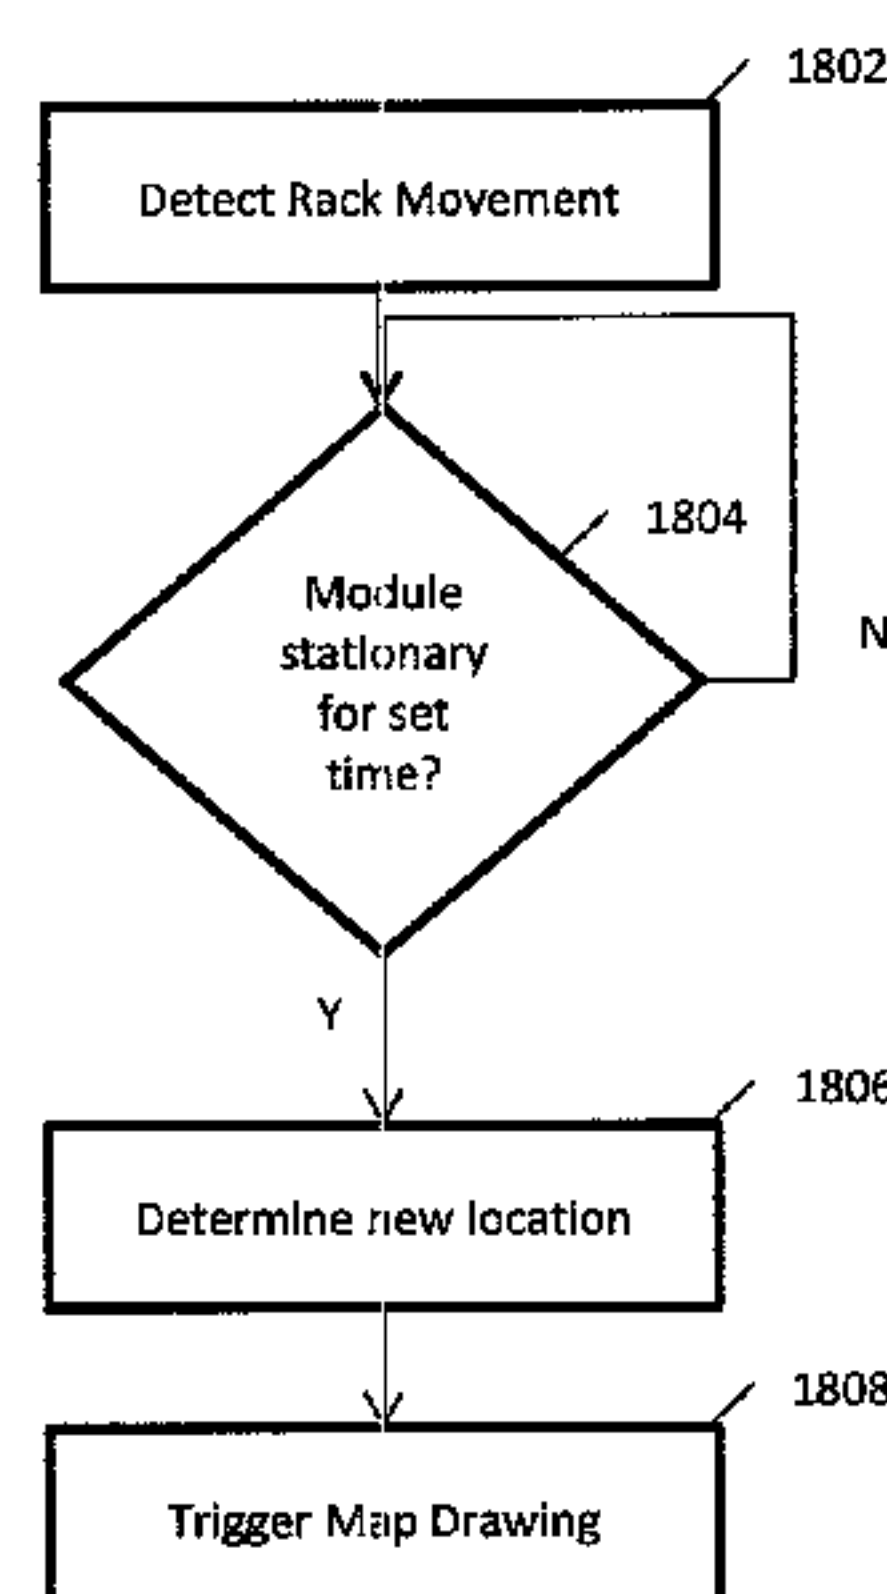 1802
Detect Rack Movement
1804
Module
stationary
for set
time?
N
Y
1806
Determine new location
1808
Trigger Map Drawing